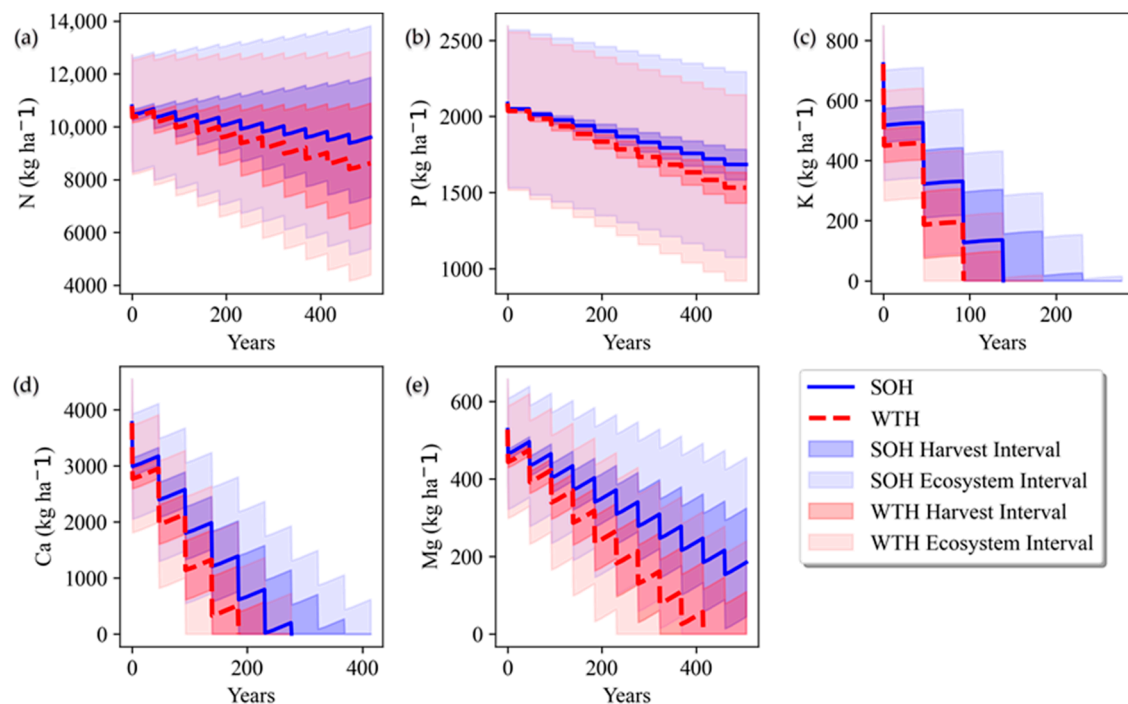 (a)
N (kg ha⁻¹)
14,000
12,000
10,000
8000
6000
4000
0 200 400
Years
(b)
P (kg ha⁻¹)
2500
2000
1500
1000
0 200 400
Years
(c)
K (kg ha⁻¹)
800
600
400
200
0
0 100 200
Years
(d)
Ca (kg ha⁻¹)
4000
3000
2000
1000
0
0 200 400
Years
(e)
Mg (kg ha⁻¹)
600
400
200
0
0 200 400
Years
SOH
WTH
SOH Harvest Interval
SOH Ecosystem Interval
WTH Harvest Interval
WTH Ecosystem Interval